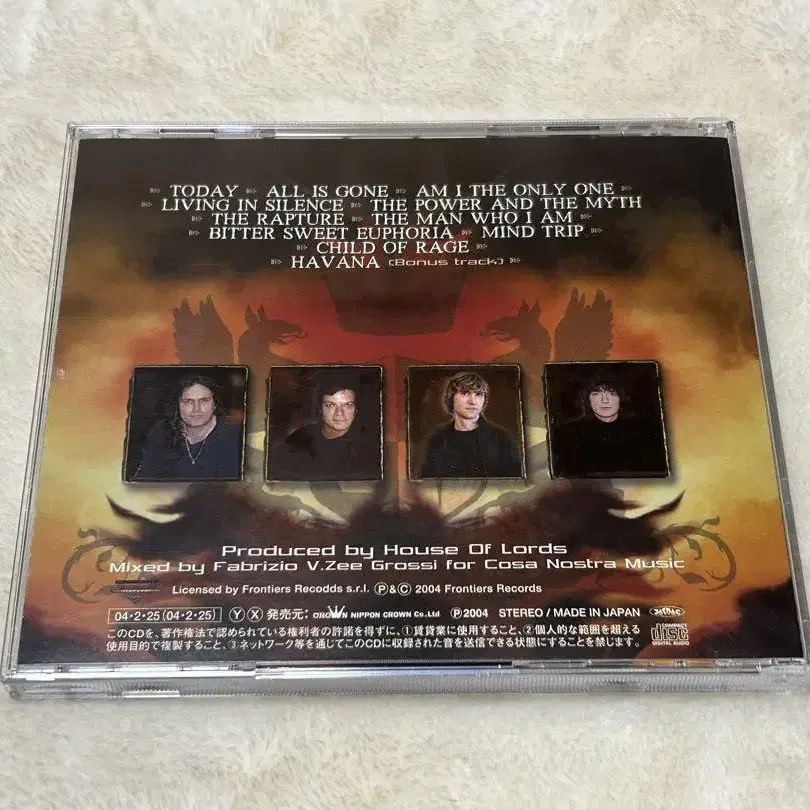 TODAY ALL IS GONE AM I THE ONLY ONE
LIVING IN SILENCE THE POWER AND THE MYTH
THE RAPTURE THE MAN WHO I AM
BITTER SWEET EUPHORIA MIND TRIP
CHILD OF RAGE
HAVANA (Bonus track)
Produced by House Of Lords
Mixed by Fabrizio V.Zee Grossi for Cosa Nostra Music
Licensed by Frontiers Recodds s.r.l. Ⓟ&Ⓒ 2004 Frontiers Records
04・2・25 (04・2・25) Ⓨ Ⓧ 発売元: CROWN NIPPON CROWN Co.,Ltd Ⓟ2004 STEREO / MADE IN JAPAN
このCDを、著作権法で認められている権利者の許諾を得ずに、①賃貸業に使用すること、②個人的な範囲を超える
使用目的で複製すること、③ネットワーク等を通じてこのCDに収録された音を送信できる状態にすることを禁じます。
COMPACT
disc
DIGITAL AUDIO